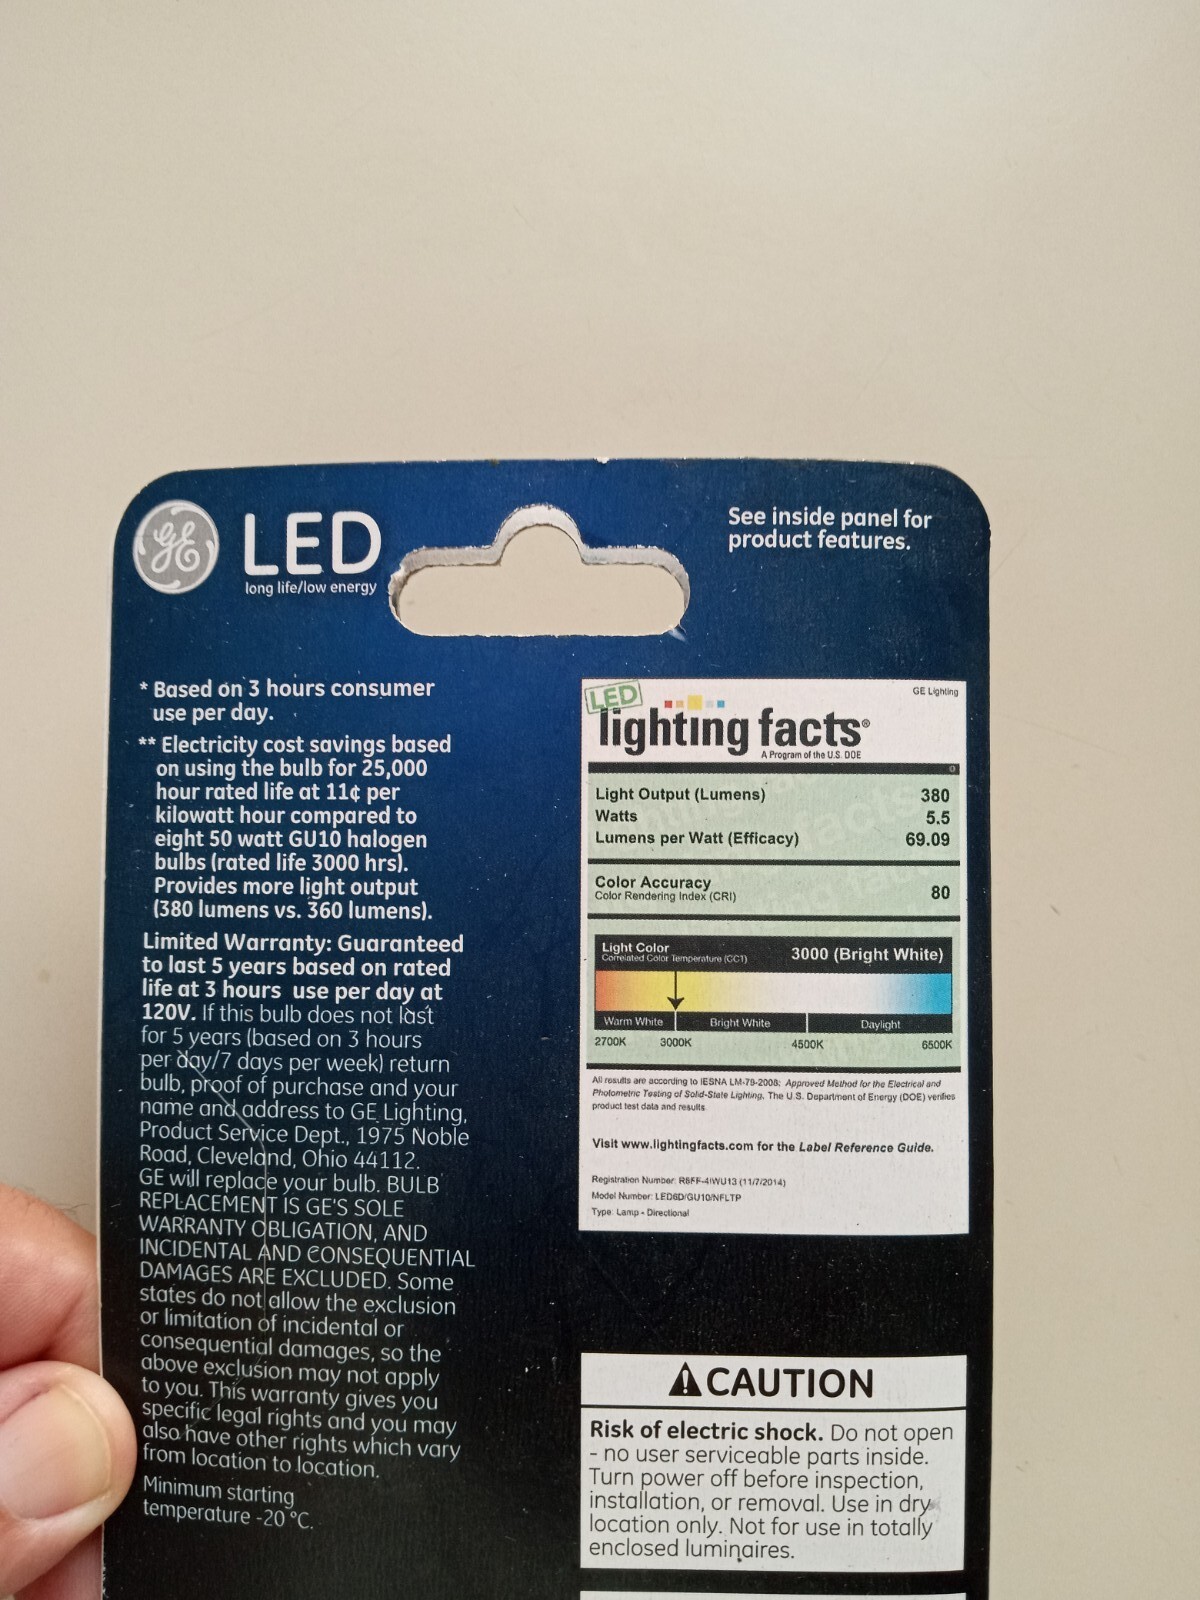 GE
LED
long life/low energy
See inside panel for
product features.
* Based on 3 hours consumer
use per day.
** Electricity cost savings based
on using the bulb for 25,000
hour rated life at 11¢ per
kilowatt hour compared to
eight 50 watt GU10 halogen
bulbs (rated life 3000 hrs).
Provides more light output
(380 lumens vs. 360 lumens).
Limited Warranty: Guaranteed
to last 5 years based on rated
life at 3 hours use per day at
120V. If this bulb does not last
for 5 years (based on 3 hours
per day/7 days per week) return
bulb, proof of purchase and your
name and address to GE Lighting,
Product Service Dept., 1975 Noble
Road, Cleveland, Ohio 44112.
GE will replace your bulb. BULB
REPLACEMENT IS GE'S SOLE
WARRANTY OBLIGATION, AND
INCIDENTAL AND CONSEQUENTIAL
DAMAGES ARE EXCLUDED. Some
states do not allow the exclusion
or limitation of incidental or
consequential damages, so the
above exclusion may not apply
to you. This warranty gives you
specific legal rights and you may
also have other rights which vary
from location to location.
Minimum starting
temperature -20 °C.
LED
GE Lighting
lighting facts®
A Program of the U.S. DOE
Light Output (Lumens) 380
Watts 5.5
Lumens per Watt (Efficacy) 69.09
Color Accuracy
Color Rendering Index (CRI) 80
Light Color
Correlated Color Temperature (CCT) 3000 (Bright White)
Warm White Bright White Daylight
2700K 3000K 4500K 6500K
All results are according to IESNA LM-79-2008: Approved Method for the Electrical and
Photometric Testing of Solid-State Lighting. The U.S. Department of Energy (DOE) verifies
product test data and results.
Visit www.lightingfacts.com for the Label Reference Guide.
Registration Number: R6FF-4IWU13 (11/7/2014)
Model Number: LED6D/GU10/NFLTP
Type: Lamp - Directional
CAUTION
Risk of electric shock. Do not open
- no user serviceable parts inside.
Turn power off before inspection,
installation, or removal. Use in dry
location only. Not for use in totally
enclosed luminaires.